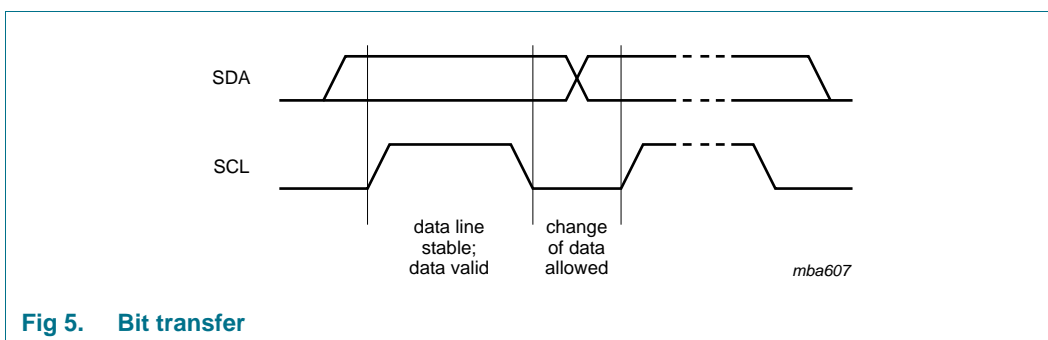 SDA
SCL
data line
stable;
data valid
change
of data
allowed
mba607
Fig 5. Bit transfer